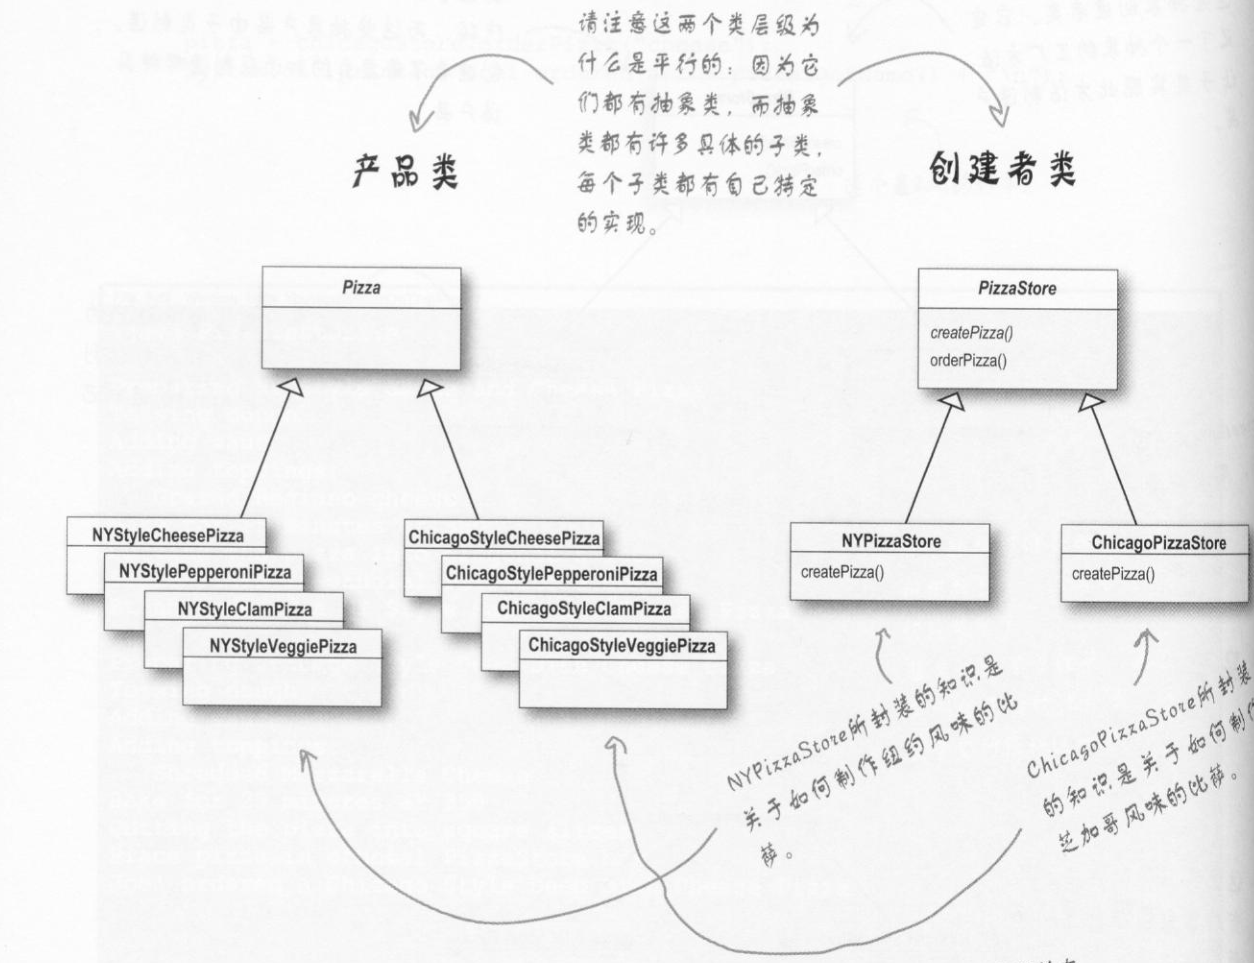 请注意这两个类层级为
什么是平行的：因为它
们都有抽象类，而抽象
类都有许多具体的子类，
每个子类都有自己特定
的实现。
产品类
创建者类
Pizza
PizzaStore
createPizza()
orderPizza()
NYStyleCheesePizza
NYStylePepperoniPizza
NYStyleClamPizza
NYStyleVeggiePizza
ChicagoStyleCheesePizza
ChicagoStylePepperoniPizza
ChicagoStyleClamPizza
ChicagoStyleVeggiePizza
NYPizzaStore
createPizza()
ChicagoPizzaStore
createPizza()
NYPizzaStore所封装的知识是
关于如何制作纽约风味的比
萨。
ChicagoPizzaStore所封装
的知识是关于如何制作
芝加哥风味的比萨。